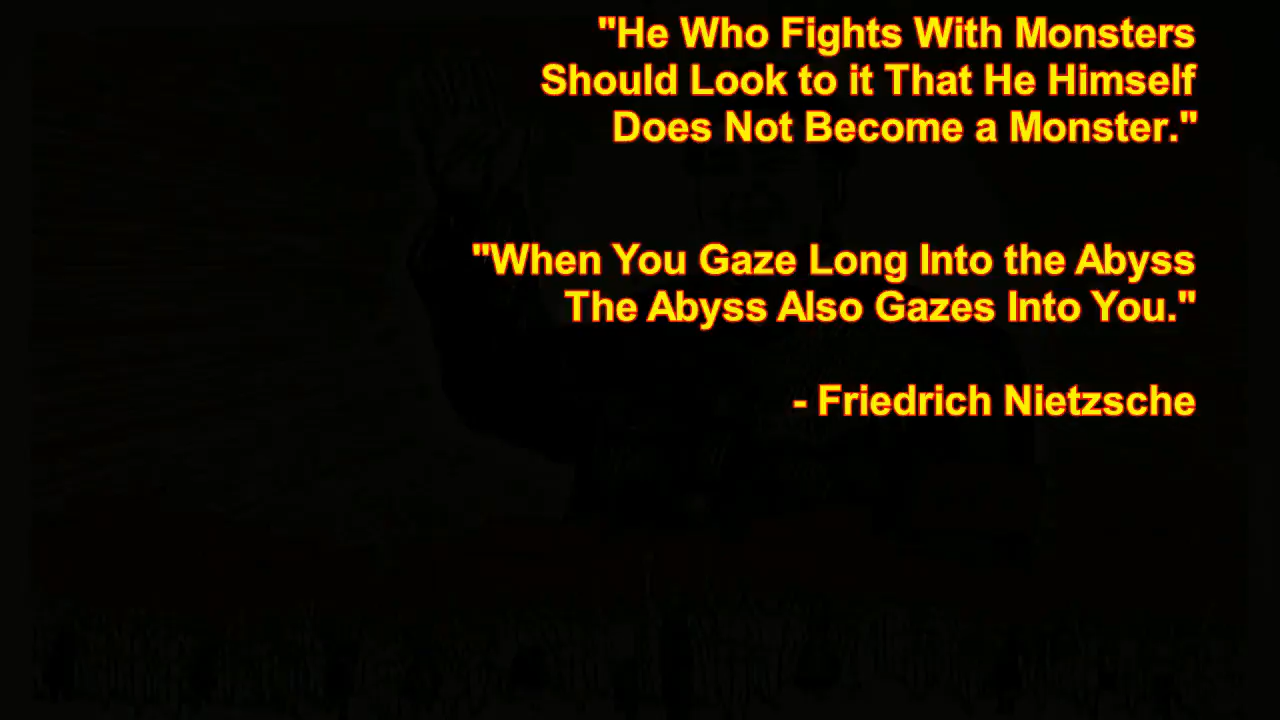 "He Who Fights With Monsters
Should Look to it That He Himself
Does Not Become a Monster."
"When You Gaze Long Into the Abyss
The Abyss Also Gazes Into You."
- Friedrich Nietzsche